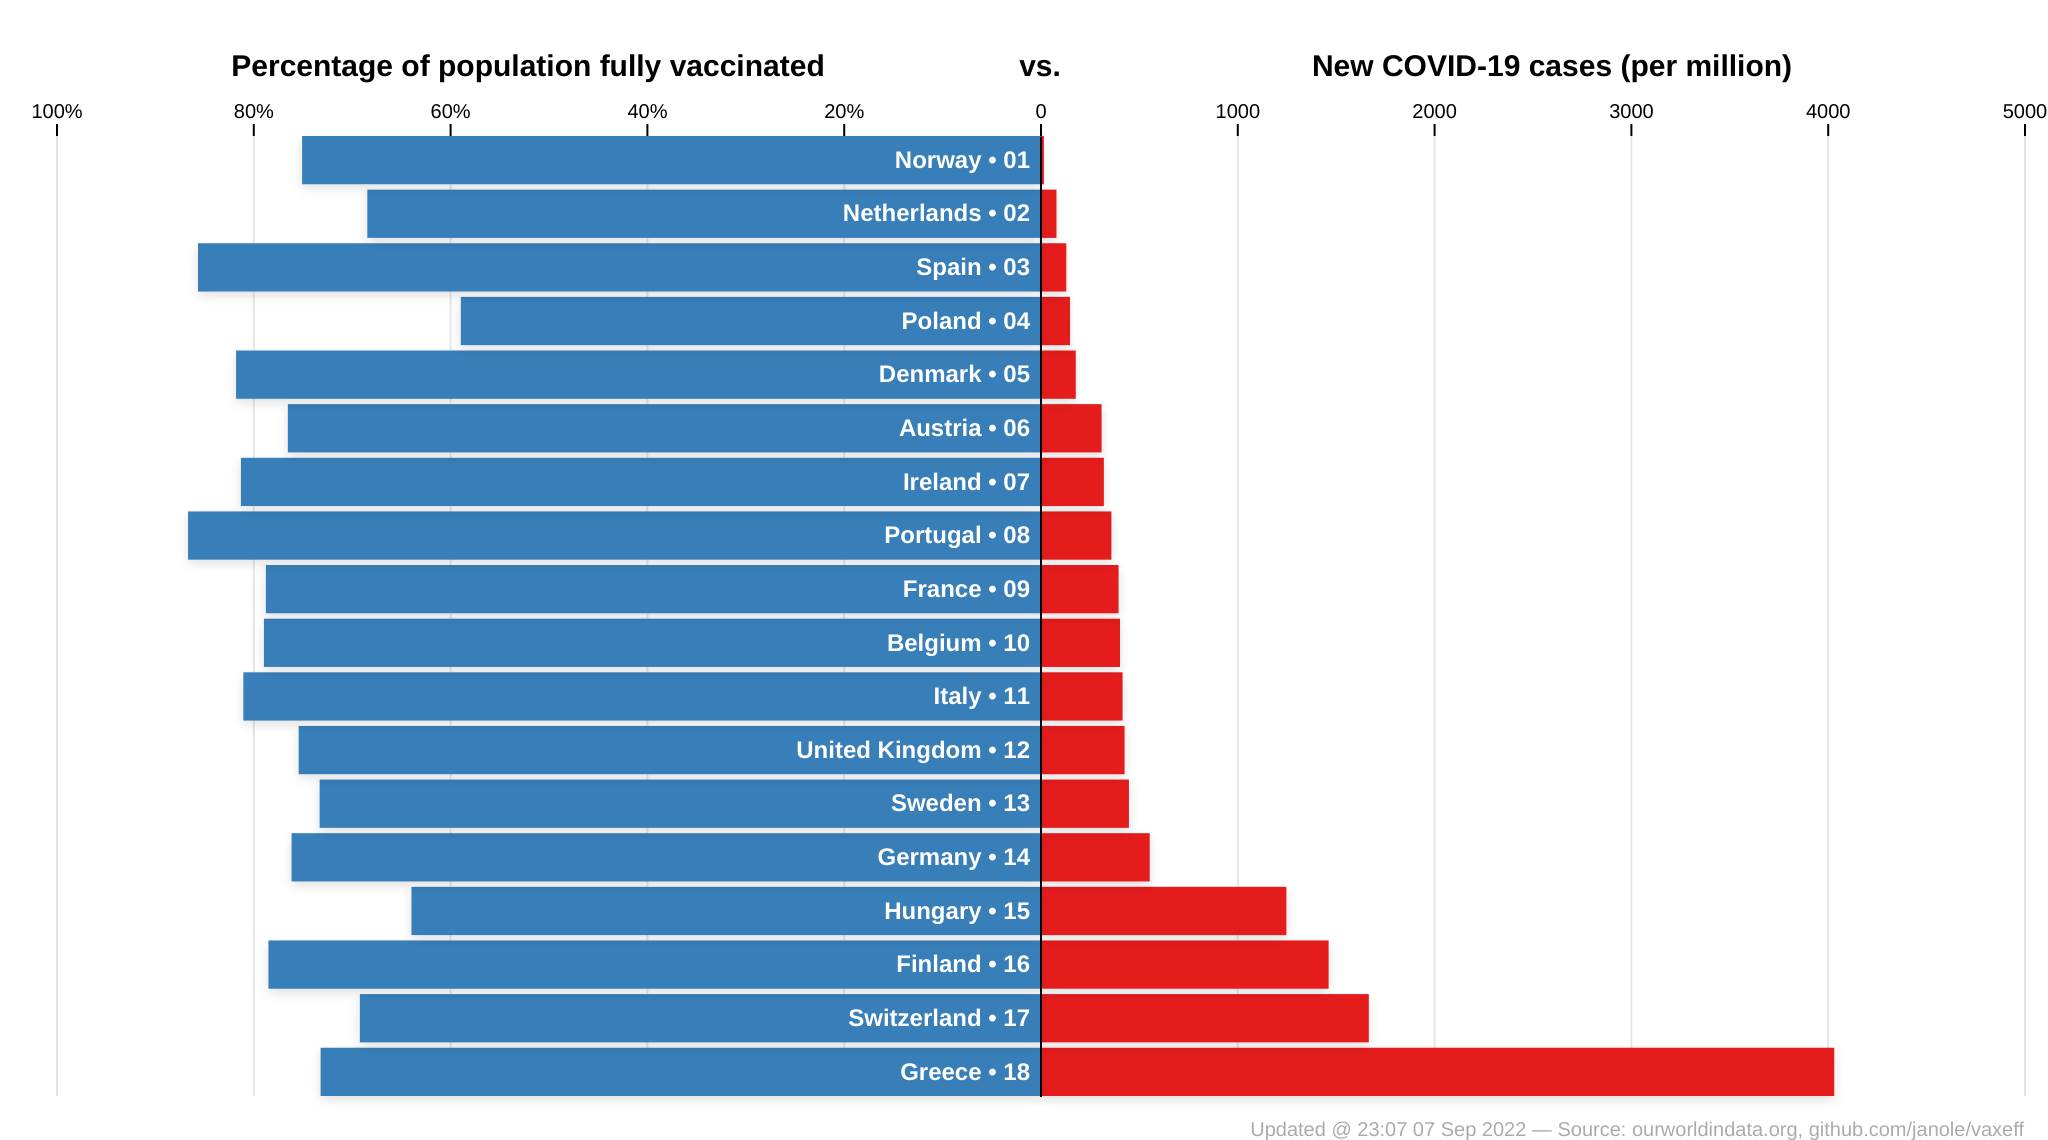 Percentage of population fully vaccinated vs. New COVID-19 cases (per million)
100% 80% 60% 40% 20% 0 1000 2000 3000 4000 5000
Norway • 01
Netherlands • 02
Spain • 03
Poland • 04
Denmark • 05
Austria • 06
Ireland • 07
Portugal • 08
France • 09
Belgium • 10
Italy • 11
United Kingdom • 12
Sweden • 13
Germany • 14
Hungary • 15
Finland • 16
Switzerland • 17
Greece • 18
Updated @ 23:07 07 Sep 2022 — Source: ourworldindata.org, github.com/janole/vaxeff